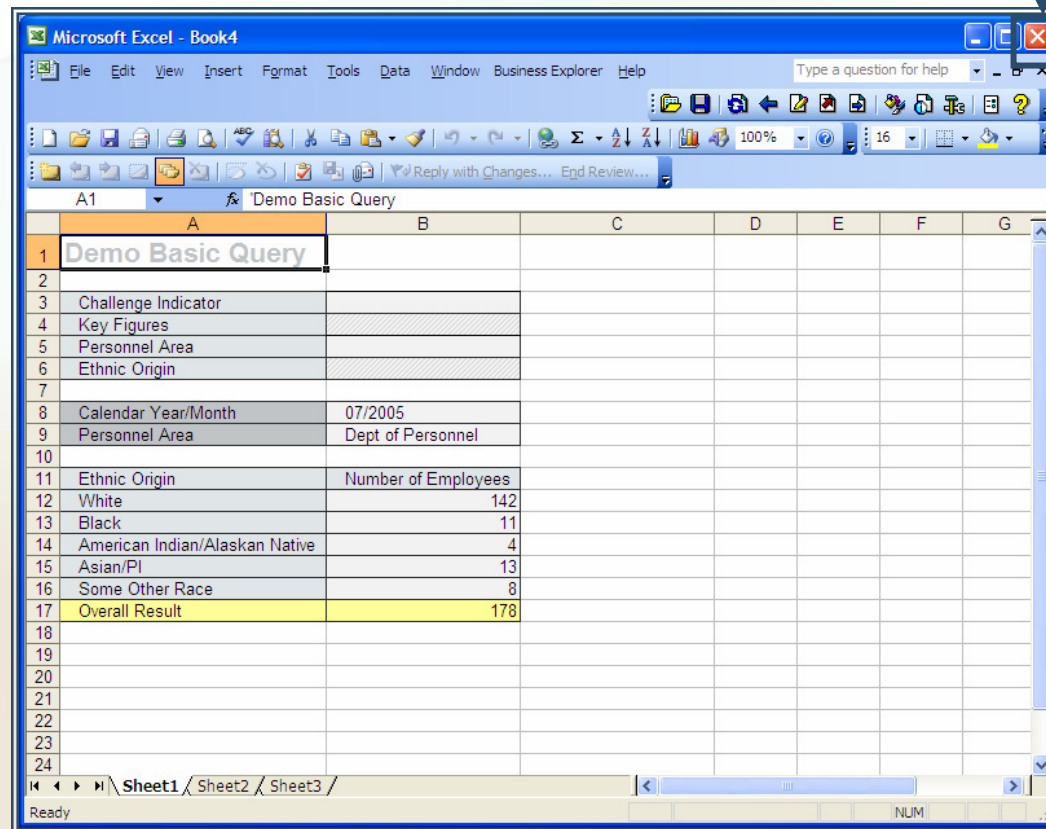 Microsoft Excel - Book4
File Edit View Insert Format Tools Data Window Business Explorer Help Type a question for help
100% 16
Reply with Changes... End Review...
A1 fx 'Demo Basic Query
A B C D E F G
1 Demo Basic Query
2
3 Challenge Indicator
4 Key Figures
5 Personnel Area
6 Ethnic Origin
7
8 Calendar Year/Month 07/2005
9 Personnel Area Dept of Personnel
10
11 Ethnic Origin Number of Employees
12 White 142
13 Black 11
14 American Indian/Alaskan Native 4
15 Asian/PI 13
16 Some Other Race 8
17 Overall Result 178
18
19
20
21
22
23
24
Sheet1 Sheet2 Sheet3
Ready NUM